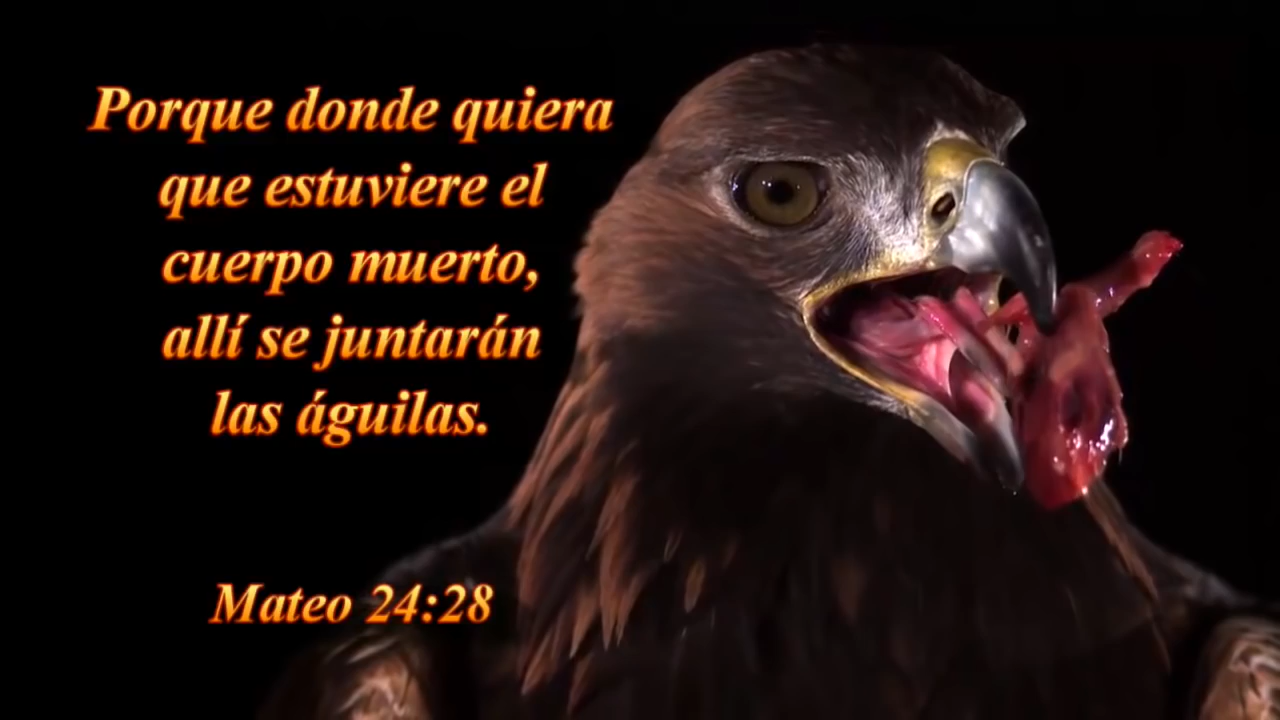 Porque donde quiera
que estuviere el
cuerpo muerto,
allí se juntarán
las águilas.
Mateo 24:28